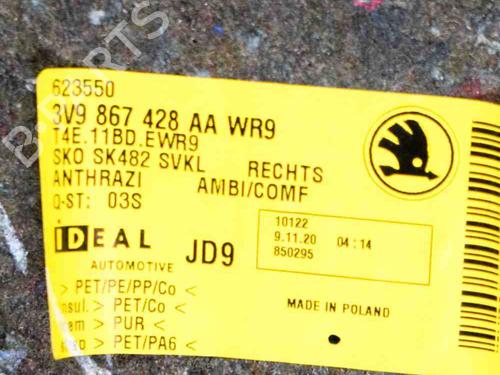 623550
3V9 867 428 AA WR9
T4E.11BD.EWR9
SKO SK482 SVKL RECHTS
ANTHRAZI AMBI/COMF
Q-ST: 03S
IDEAL
AUTOMOTIVE
JD9
10122
9.11.20 04:14
850295
> PET/PE/PP/Co <
> PET/Co <
> PUR <
> PET/PA6 <
MADE IN POLAND
PARTS